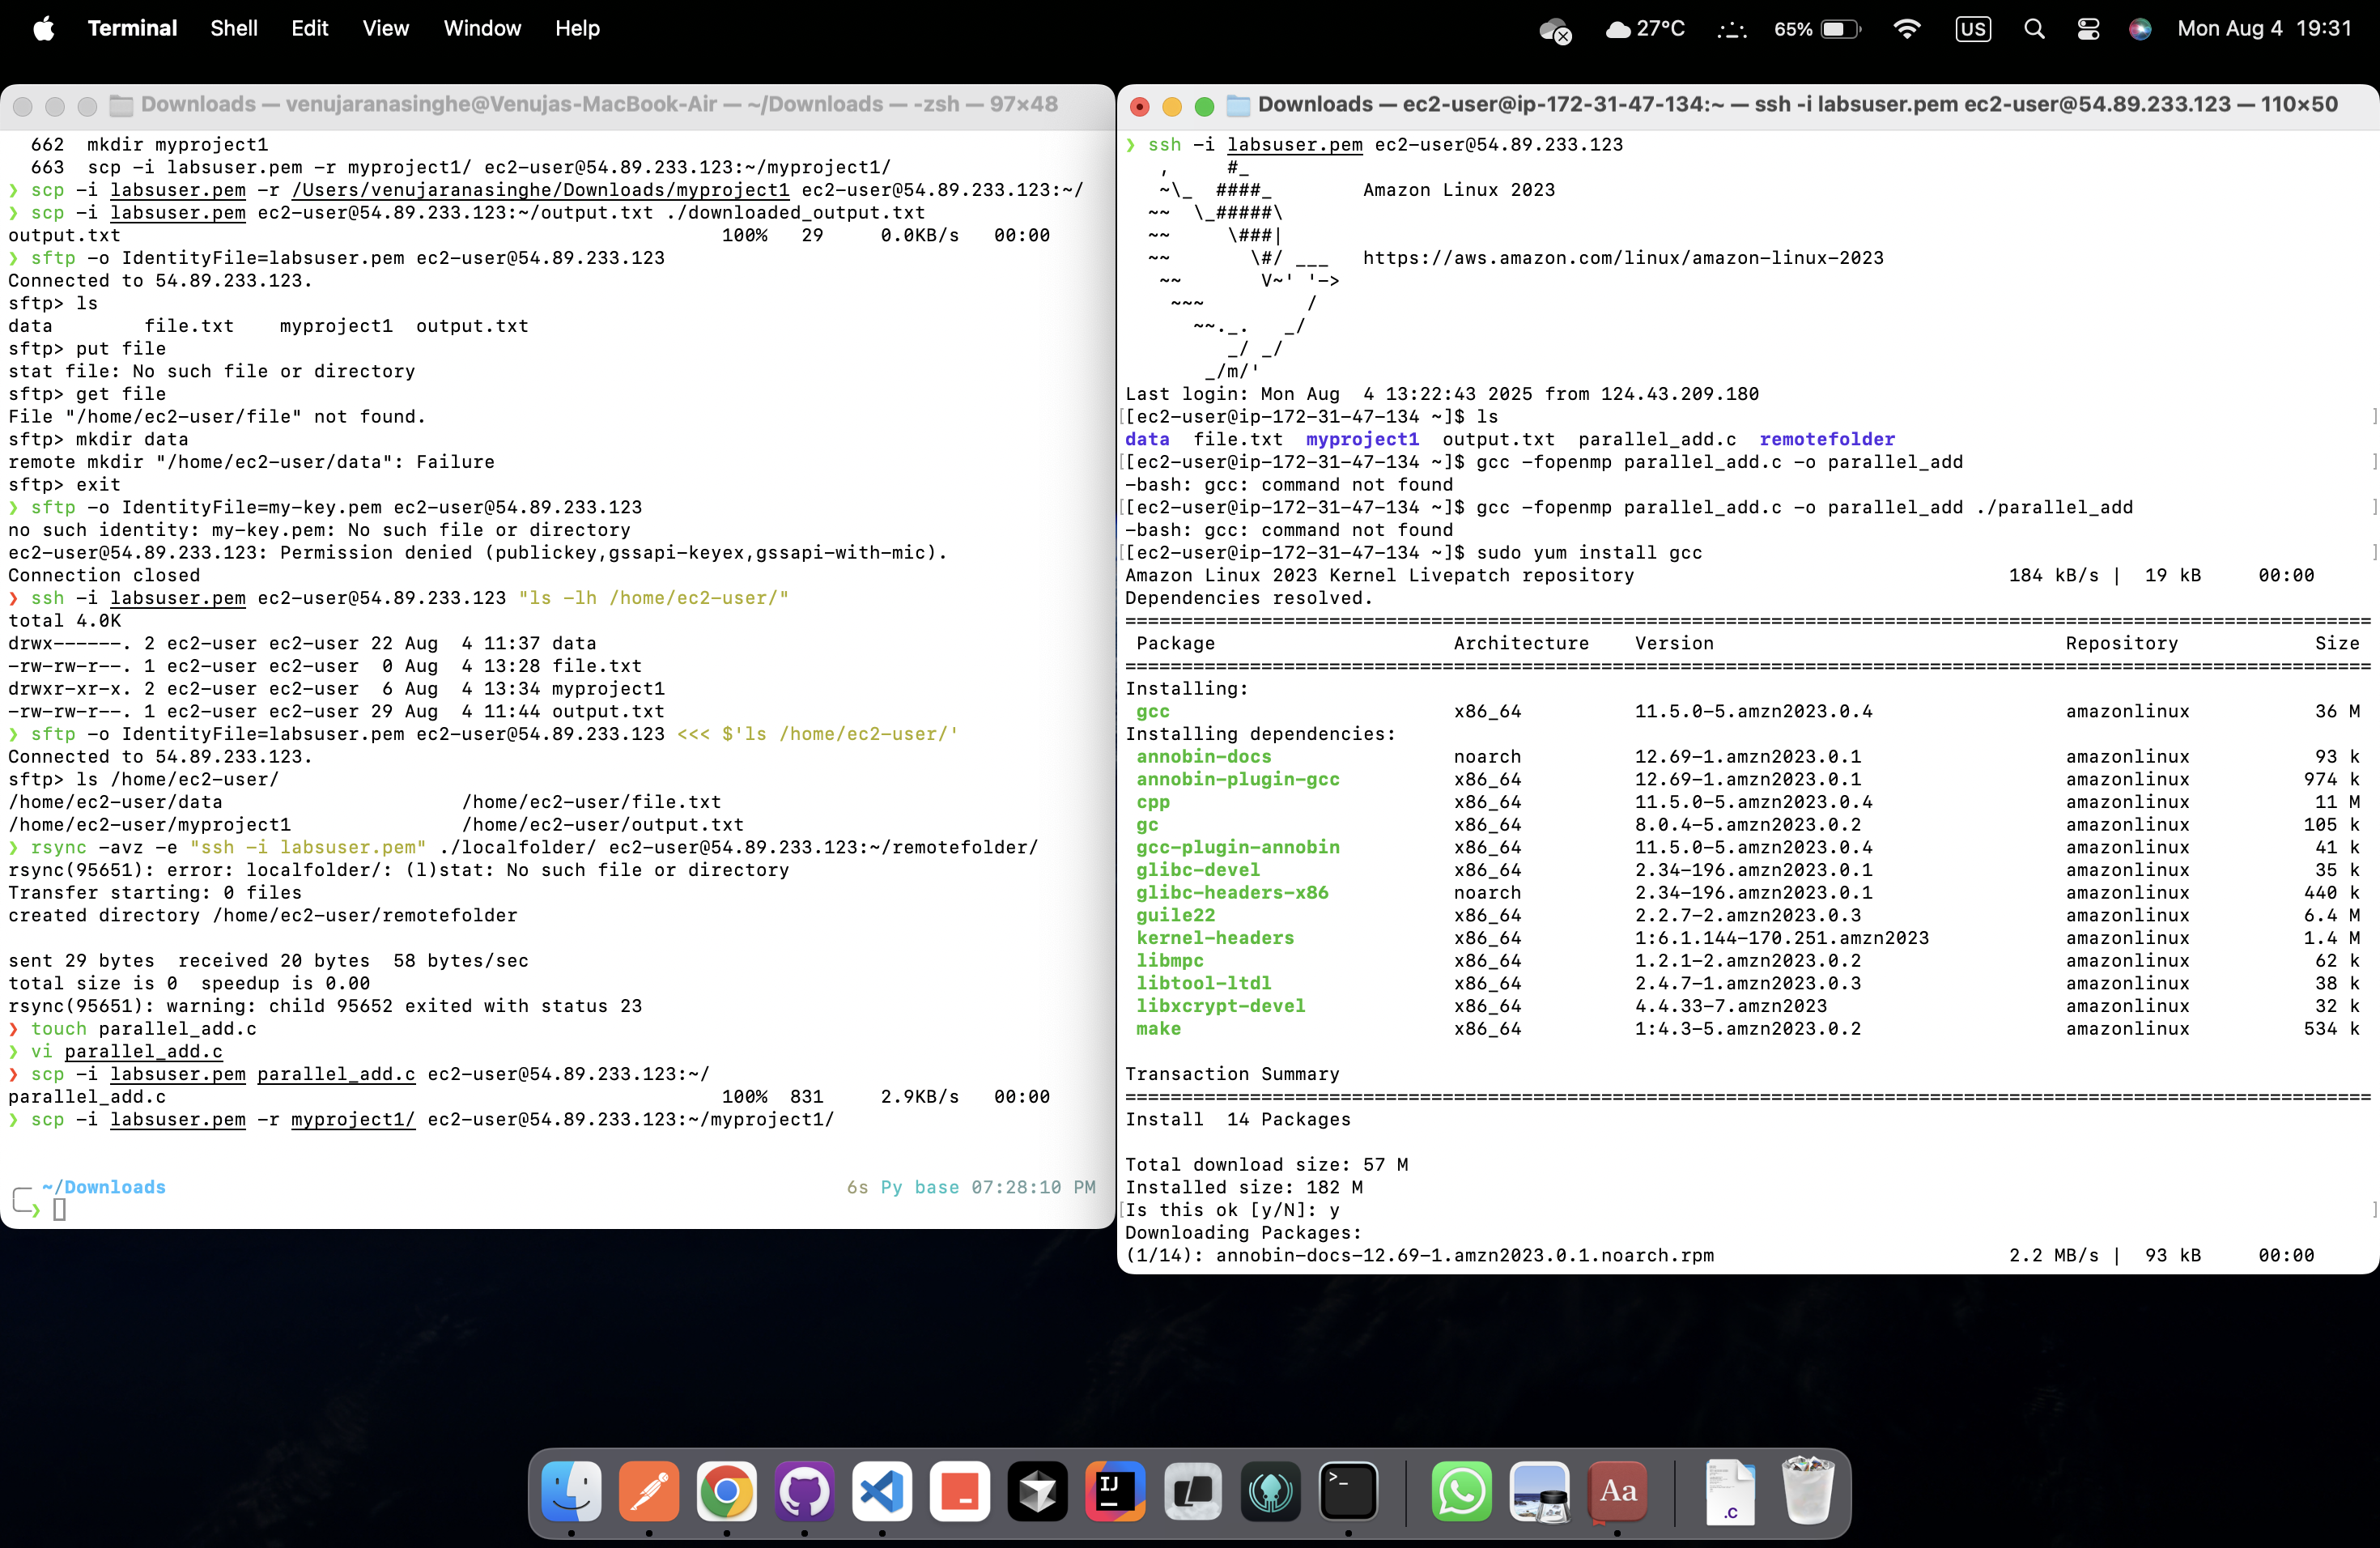 Terminal Shell Edit View Window Help 27°C 65% US Mon Aug 4 19:31
Downloads — venujaranasinghe@Venujas-MacBook-Air — ~/Downloads — -zsh — 97×48
662 mkdir myproject1
663 scp -i labsuser.pem -r myproject1/ ec2-user@54.89.233.123:~/myproject1/
❯ scp -i labsuser.pem -r /Users/venujaranasinghe/Downloads/myproject1 ec2-user@54.89.233.123:~/
❯ scp -i labsuser.pem ec2-user@54.89.233.123:~/output.txt ./downloaded_output.txt
output.txt 100% 29 0.0KB/s 00:00
❯ sftp -o IdentityFile=labsuser.pem ec2-user@54.89.233.123
Connected to 54.89.233.123.
sftp> ls
data file.txt myproject1 output.txt
sftp> put file
stat file: No such file or directory
sftp> get file
File "/home/ec2-user/file" not found.
sftp> mkdir data
remote mkdir "/home/ec2-user/data": Failure
sftp> exit
❯ sftp -o IdentityFile=my-key.pem ec2-user@54.89.233.123
no such identity: my-key.pem: No such file or directory
ec2-user@54.89.233.123: Permission denied (publickey,gssapi-keyex,gssapi-with-mic).
Connection closed
❯ ssh -i labsuser.pem ec2-user@54.89.233.123 "ls -lh /home/ec2-user/"
total 4.0K
drwx------. 2 ec2-user ec2-user 22 Aug 4 11:37 data
-rw-rw-r--. 1 ec2-user ec2-user 0 Aug 4 13:28 file.txt
drwxr-xr-x. 2 ec2-user ec2-user 6 Aug 4 13:34 myproject1
-rw-rw-r--. 1 ec2-user ec2-user 29 Aug 4 11:44 output.txt
❯ sftp -o IdentityFile=labsuser.pem ec2-user@54.89.233.123 <<< $'ls /home/ec2-user/'
Connected to 54.89.233.123.
sftp> ls /home/ec2-user/
/home/ec2-user/data /home/ec2-user/file.txt
/home/ec2-user/myproject1 /home/ec2-user/output.txt
❯ rsync -avz -e "ssh -i labsuser.pem" ./localfolder/ ec2-user@54.89.233.123:~/remotefolder/
rsync(95651): error: localfolder/: (l)stat: No such file or directory
Transfer starting: 0 files
created directory /home/ec2-user/remotefolder
sent 29 bytes received 20 bytes 58 bytes/sec
total size is 0 speedup is 0.00
rsync(95651): warning: child 95652 exited with status 23
❯ touch parallel_add.c
❯ vi parallel_add.c
❯ scp -i labsuser.pem parallel_add.c ec2-user@54.89.233.123:~/
parallel_add.c 100% 831 2.9KB/s 00:00
❯ scp -i labsuser.pem -r myproject1/ ec2-user@54.89.233.123:~/myproject1/
~/Downloads 6s Py base 07:28:10 PM
❯
Downloads — ec2-user@ip-172-31-47-134:~ — ssh -i labsuser.pem ec2-user@54.89.233.123 — 110×50
❯ ssh -i labsuser.pem ec2-user@54.89.233.123
   ,     #_
   ~\_  ####_        Amazon Linux 2023
  ~~  \_#####\
  ~~     \###|
  ~~       \#/ ___   https://aws.amazon.com/linux/amazon-linux-2023
   ~~       V~' '->
    ~~~         /
      ~~._.   _/
         _/ _/
       _/m/'
Last login: Mon Aug 4 13:22:43 2025 from 124.43.209.180
[[ec2-user@ip-172-31-47-134 ~]$ ls ]
data file.txt myproject1 output.txt parallel_add.c remotefolder
[[ec2-user@ip-172-31-47-134 ~]$ gcc -fopenmp parallel_add.c -o parallel_add ]
-bash: gcc: command not found
[[ec2-user@ip-172-31-47-134 ~]$ gcc -fopenmp parallel_add.c -o parallel_add ./parallel_add ]
-bash: gcc: command not found
[[ec2-user@ip-172-31-47-134 ~]$ sudo yum install gcc ]
Amazon Linux 2023 Kernel Livepatch repository 184 kB/s | 19 kB 00:00
Dependencies resolved.
==============================================================================================================
Package Architecture Version Repository Size
==============================================================================================================
Installing:
gcc x86_64 11.5.0-5.amzn2023.0.4 amazonlinux 36 M
Installing dependencies:
annobin-docs noarch 12.69-1.amzn2023.0.1 amazonlinux 93 k
annobin-plugin-gcc x86_64 12.69-1.amzn2023.0.1 amazonlinux 974 k
cpp x86_64 11.5.0-5.amzn2023.0.4 amazonlinux 11 M
gc x86_64 8.0.4-5.amzn2023.0.2 amazonlinux 105 k
gcc-plugin-annobin x86_64 11.5.0-5.amzn2023.0.4 amazonlinux 41 k
glibc-devel x86_64 2.34-196.amzn2023.0.1 amazonlinux 35 k
glibc-headers-x86 noarch 2.34-196.amzn2023.0.1 amazonlinux 440 k
guile22 x86_64 2.2.7-2.amzn2023.0.3 amazonlinux 6.4 M
kernel-headers x86_64 1:6.1.144-170.251.amzn2023 amazonlinux 1.4 M
libmpc x86_64 1.2.1-2.amzn2023.0.2 amazonlinux 62 k
libtool-ltdl x86_64 2.4.7-1.amzn2023.0.3 amazonlinux 38 k
libxcrypt-devel x86_64 4.4.33-7.amzn2023 amazonlinux 32 k
make x86_64 1:4.3-5.amzn2023.0.2 amazonlinux 534 k
Transaction Summary
==============================================================================================================
Install 14 Packages
Total download size: 57 M
Installed size: 182 M
[Is this ok [y/N]: y ]
Downloading Packages:
(1/14): annobin-docs-12.69-1.amzn2023.0.1.noarch.rpm 2.2 MB/s | 93 kB 00:00
IJ
>_
Aa
.C